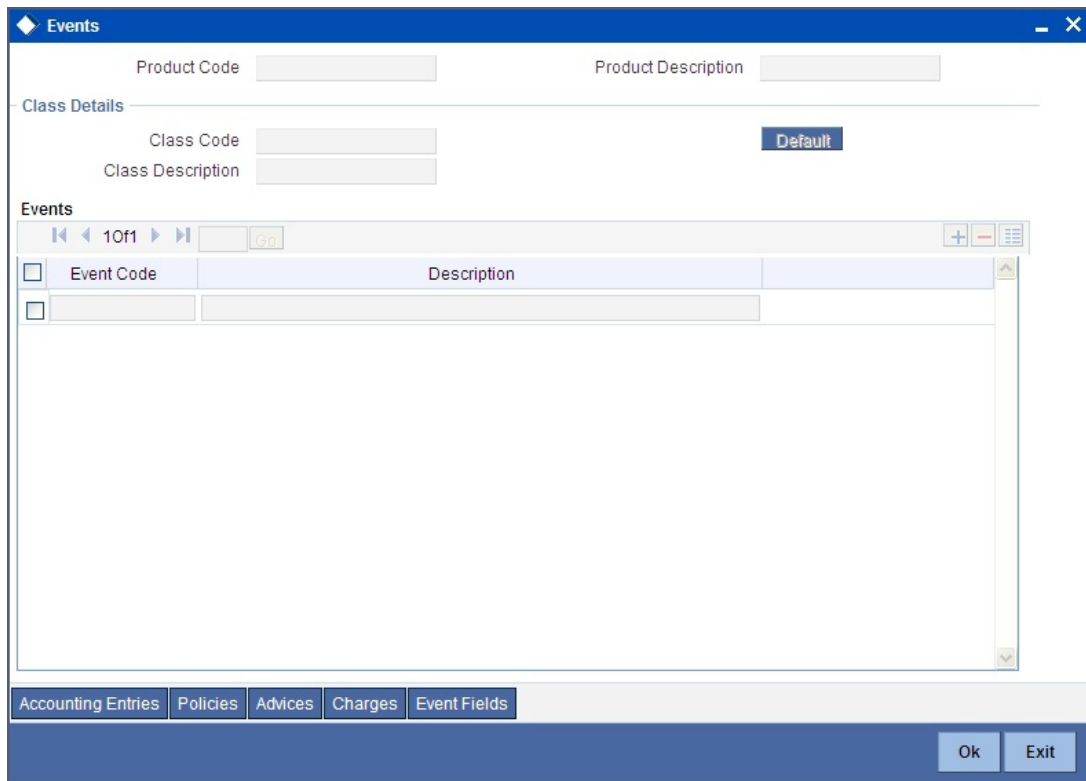 Events
Product Code
Product Description
Class Details
Class Code
Default
Class Description
Events
1Of1
Go
Event Code
Description
Accounting Entries
Policies
Advices
Charges
Event Fields
Ok
Exit